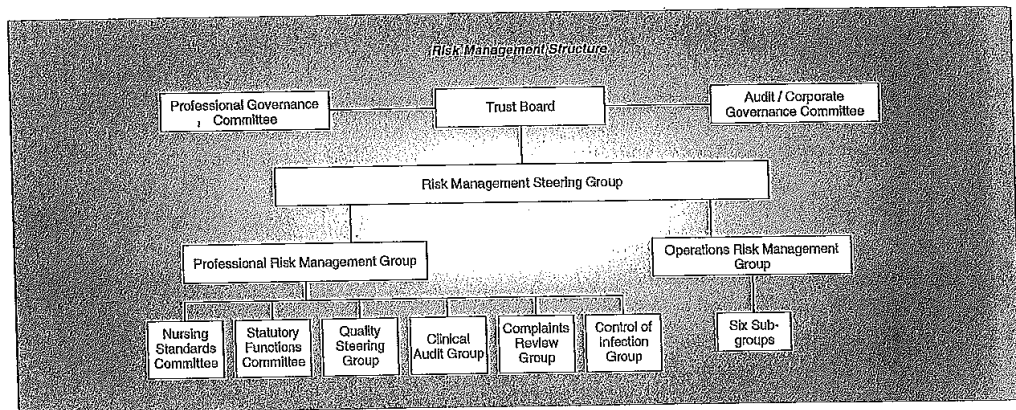 Risk Management Structure
Professional Governance
Committee
Trust Board
Audit / Corporate
Governance Committee
Risk Management Steering Group
Professional Risk Management Group
Operations Risk Management
Group
Nursing
Standards
Committee
Statutory
Functions
Committee
Quality
Steering
Group
Clinical
Audit Group
Complaints
Review
Group
Control of
Infection
Group
Six Sub-
groups